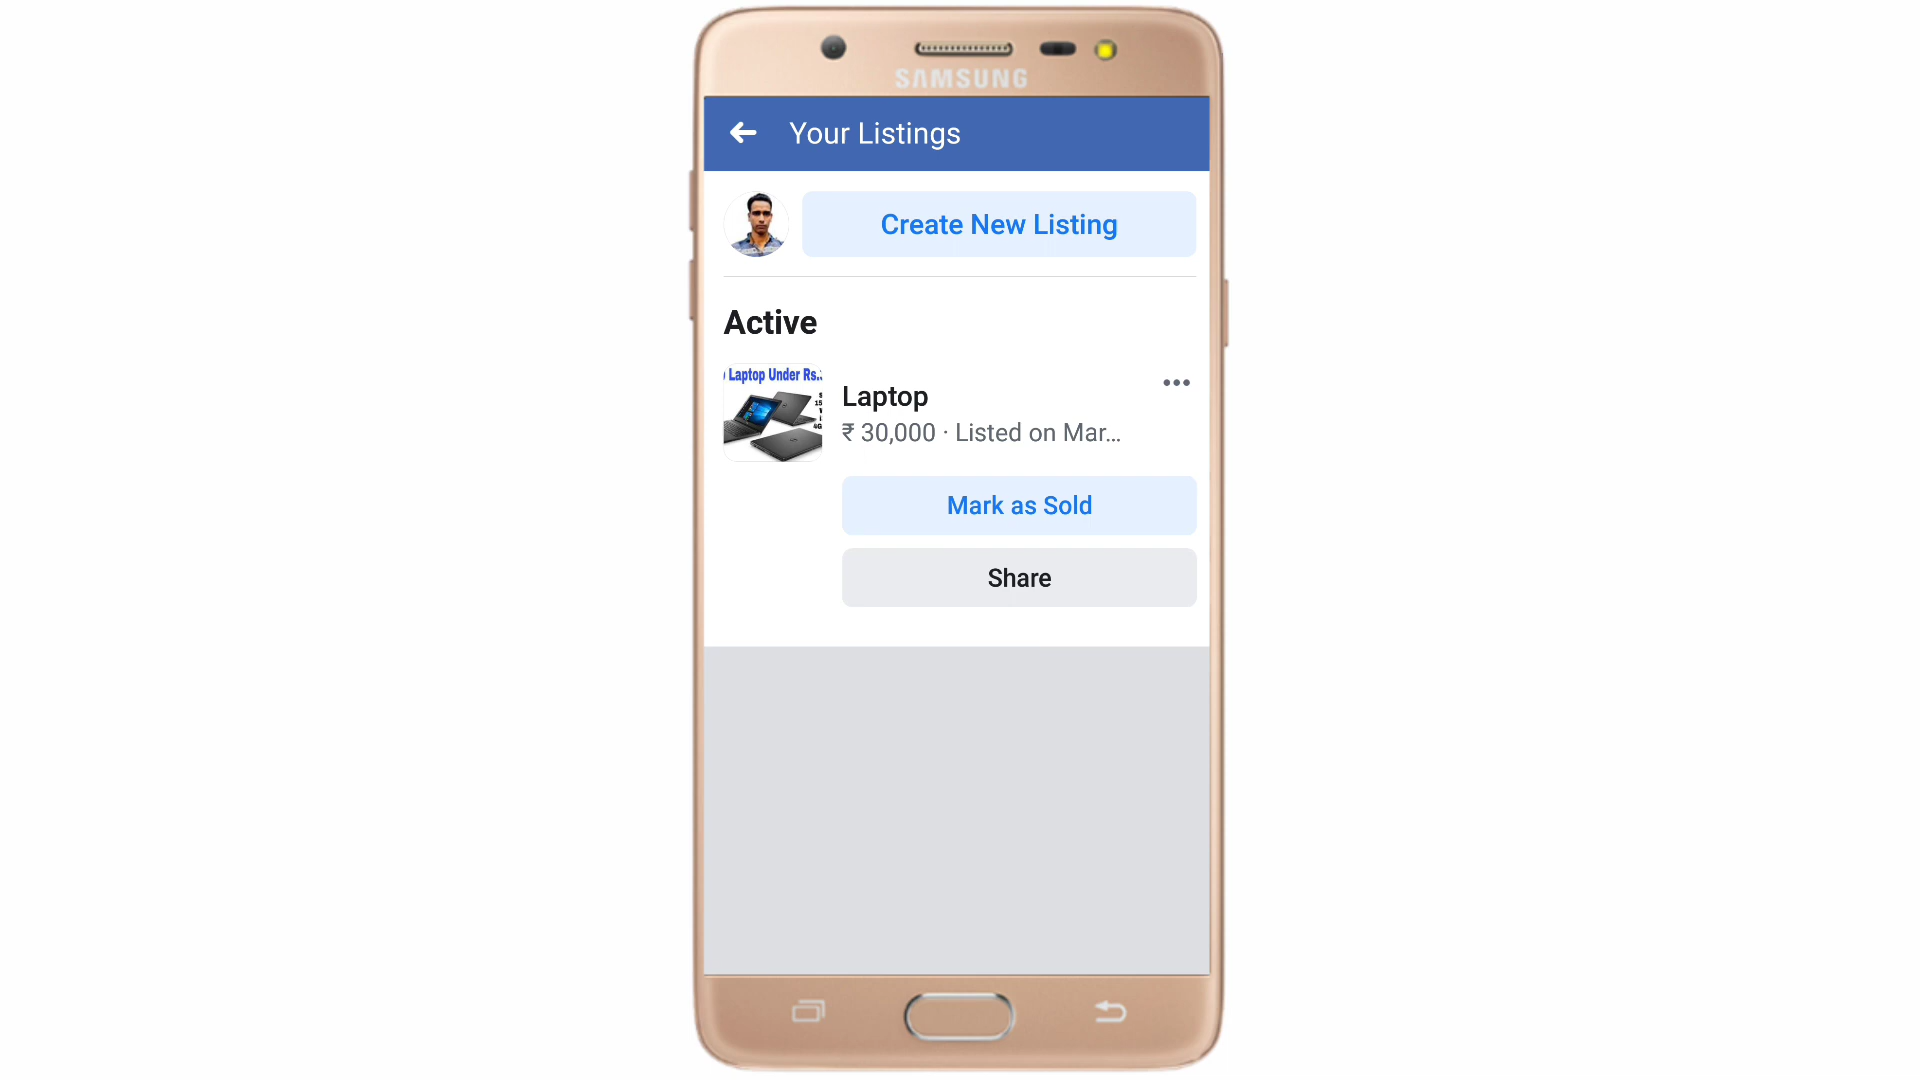 SAMSUNG
Your Listings
Create New Listing
Active
Laptop Under Rs.
Laptop
₹ 30,000 · Listed on Mar...
Mark as Sold
Share